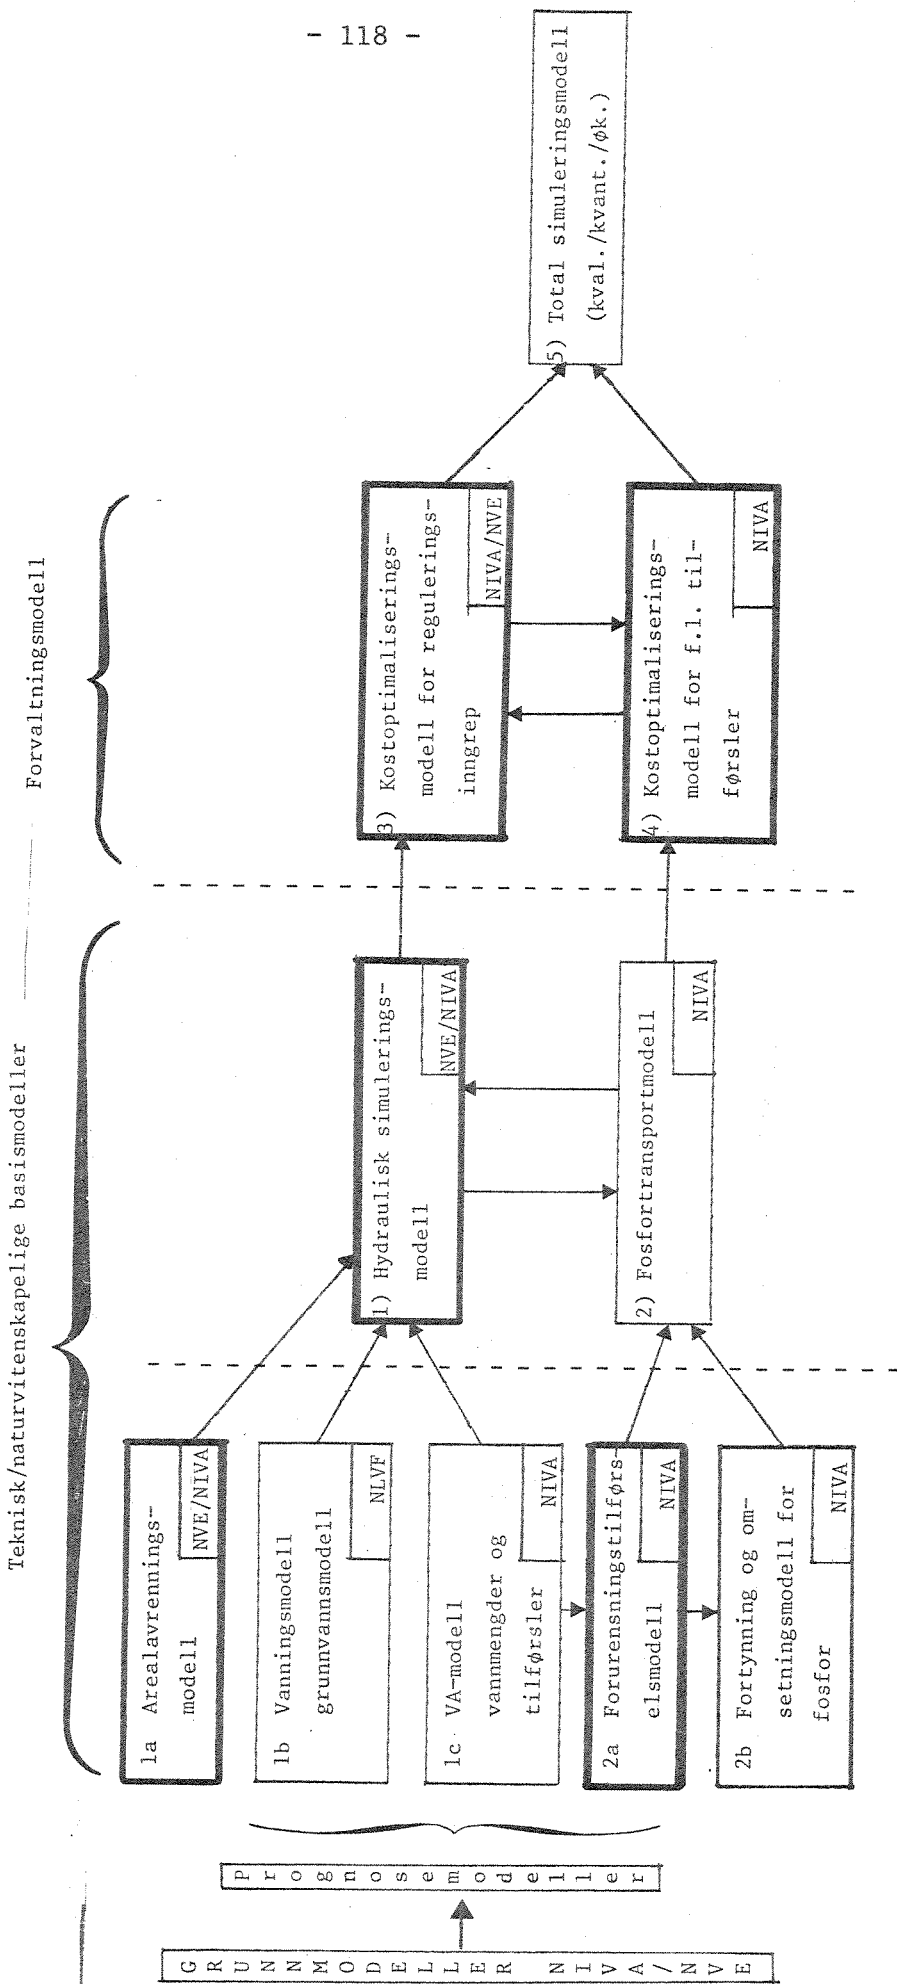 - 118 -
Teknisk/naturvitenskapelige basismodeller
Forvaltningsmodell
GRUNNMODELLER NIVA/NVE
Prognosemodeller
1a Arealavrennings-
modell
NVE/NIVA
1b Vanningsmodell
grunnvannsmodell
NLVF
1c VA-modell
vannmengder og
tilførsler
NIVA
2a Forurensningstilførs-
elsmodell
NIVA
2b Fortynning og om-
setningsmodell for
fosfor
NIVA
1) Hydraulisk simulerings-
modell
NVE/NIVA
2) Fosfortransportmodell
NIVA
3) Kostoptimaliserings-
modell for regulerings-
inngrep
NIVA/NVE
4) Kostoptimaliserings-
modell for f.l. til-
førsler
NIVA
5) Total simuleringsmodell
(kval./kvant./øk.)